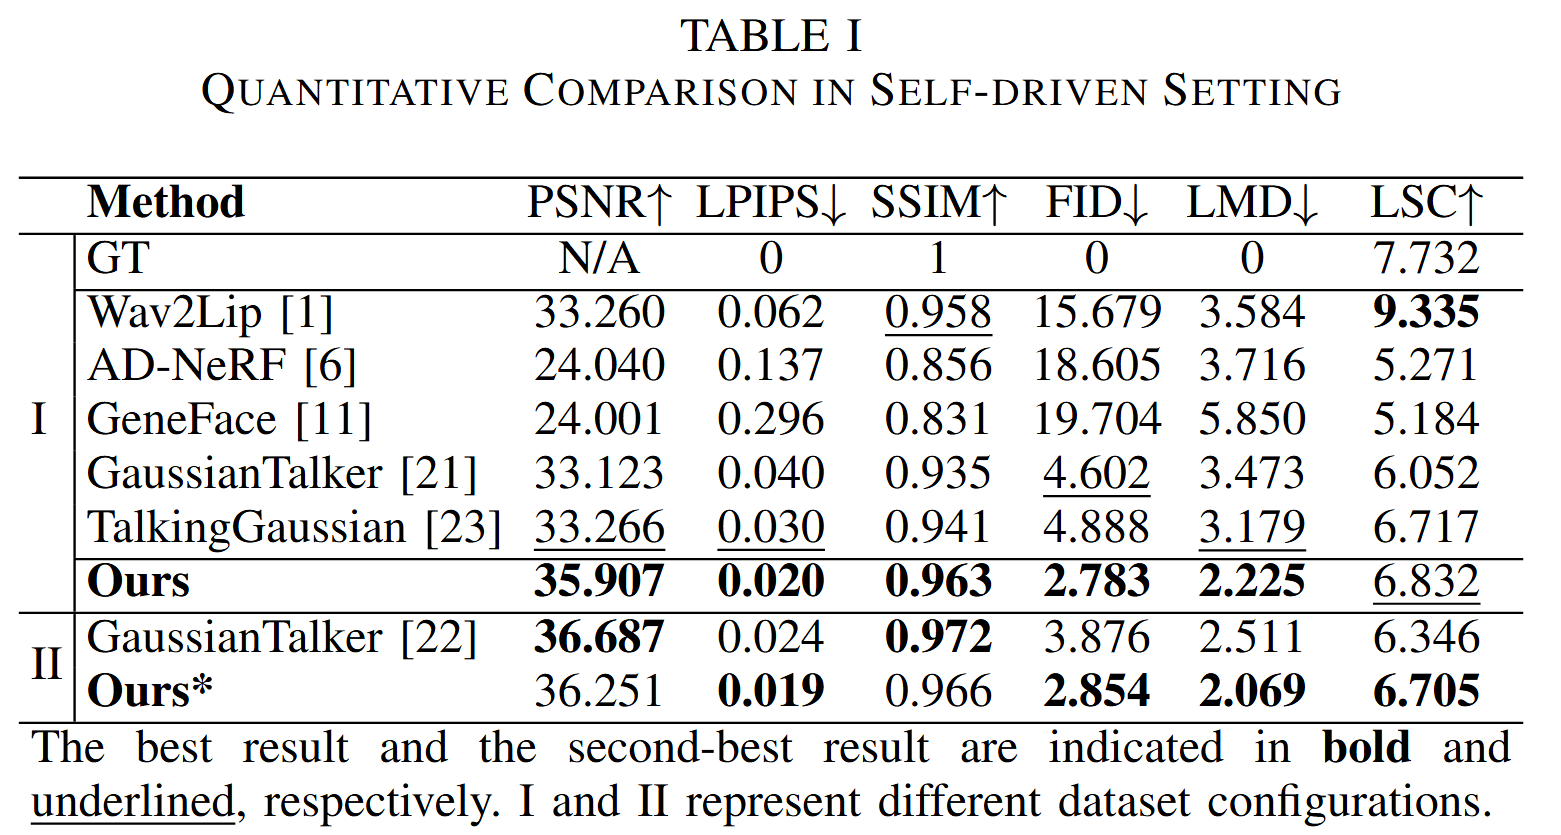 TABLE I
QUANTITATIVE COMPARISON IN SELF-DRIVEN SETTING
Method PSNR↑ LPIPS↓ SSIM↑ FID↓ LMD↓ LSC↑
I
GT N/A 0 1 0 0 7.732
Wav2Lip [1] 33.260 0.062 0.958 15.679 3.584 9.335
AD-NeRF [6] 24.040 0.137 0.856 18.605 3.716 5.271
GeneFace [11] 24.001 0.296 0.831 19.704 5.850 5.184
GaussianTalker [21] 33.123 0.040 0.935 4.602 3.473 6.052
TalkingGaussian [23] 33.266 0.030 0.941 4.888 3.179 6.717
Ours 35.907 0.020 0.963 2.783 2.225 6.832
II
GaussianTalker [22] 36.687 0.024 0.972 3.876 2.511 6.346
Ours* 36.251 0.019 0.966 2.854 2.069 6.705
The best result and the second-best result are indicated in bold and
underlined, respectively. I and II represent different dataset configurations.